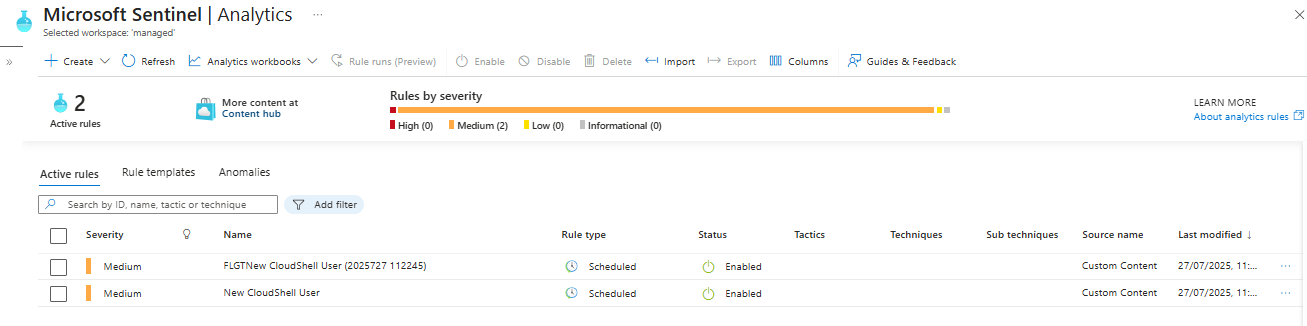 Microsoft Sentinel | Analytics ...
Selected workspace: 'managed'
» + Create Refresh Analytics workbooks Rule runs (Preview) Enable Disable Delete Import Export Columns Guides & Feedback
2
Active rules
More content at
Content hub
Rules by severity
High (0) Medium (2) Low (0) Informational (0)
LEARN MORE
About analytics rules
Active rules Rule templates Anomalies
Search by ID, name, tactic or technique Add filter
Severity Name Rule type Status Tactics Techniques Sub techniques Source name Last modified ↓
Medium FLGTNew CloudShell User (2025727 112245) Scheduled Enabled Custom Content 27/07/2025, 11:... ...
Medium New CloudShell User Scheduled Enabled Custom Content 27/07/2025, 11:... ...